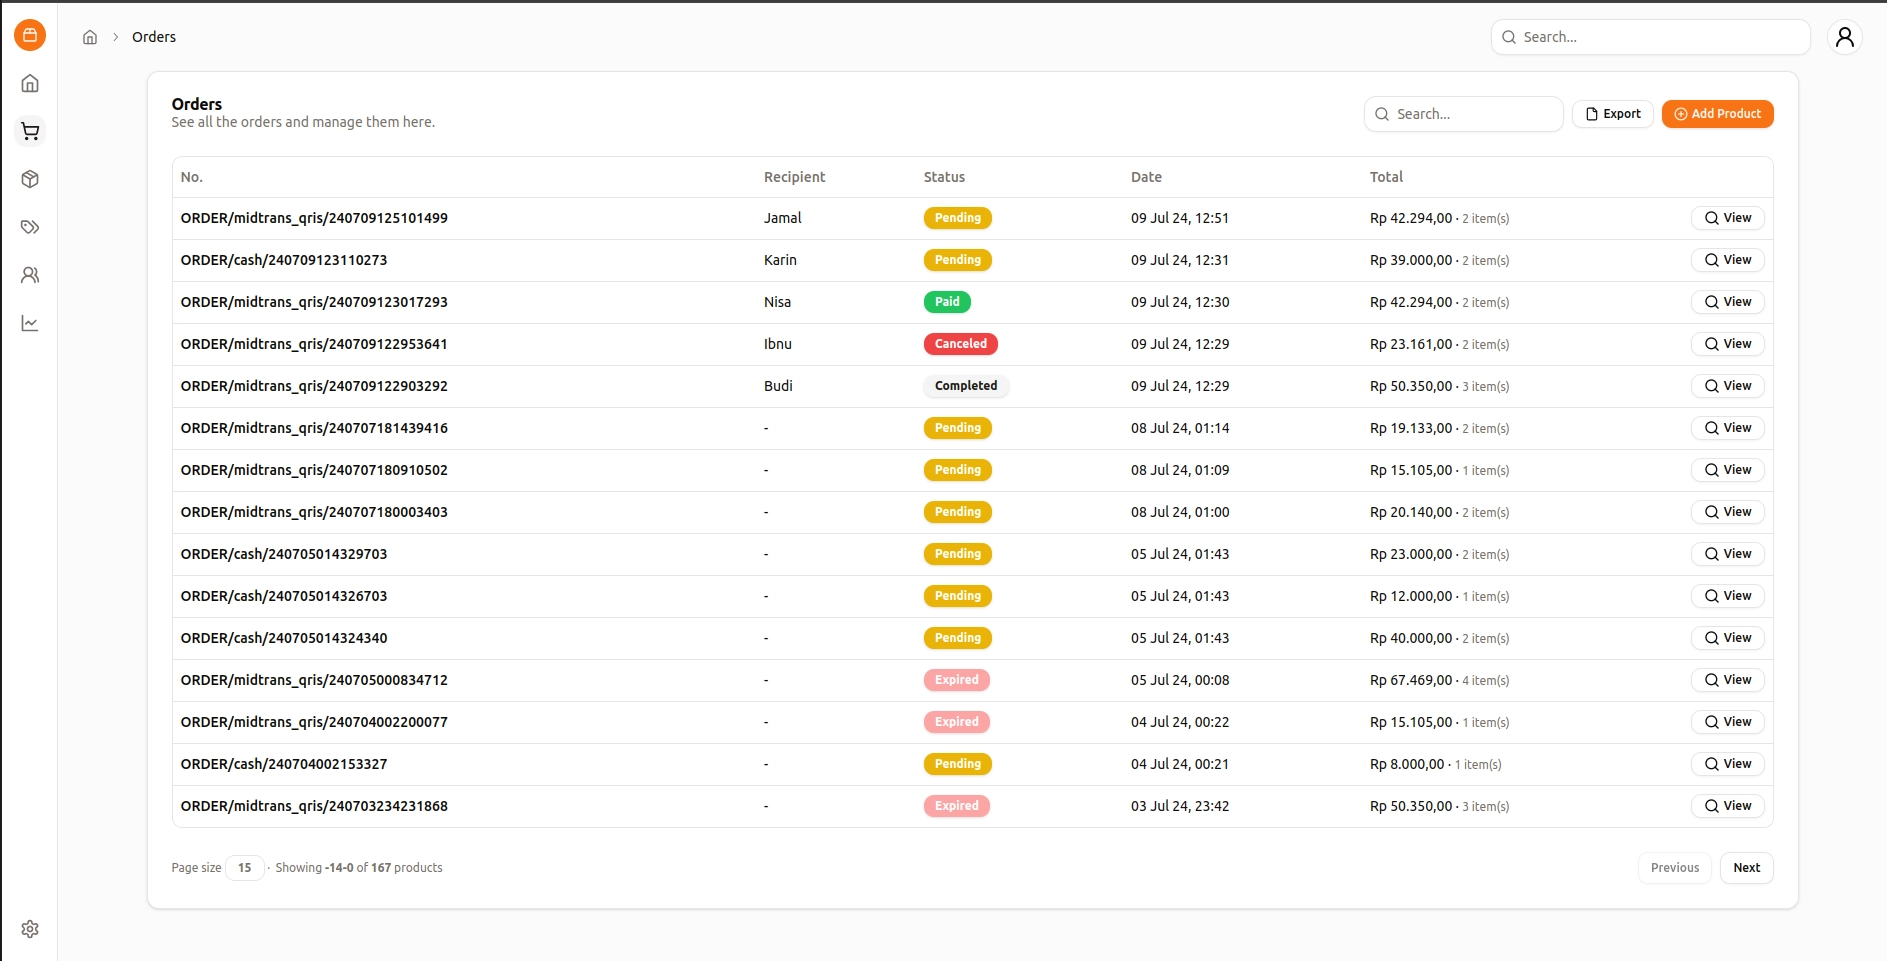 Orders
Search...
Orders
See all the orders and manage them here.
Search...
Export
Add Product
No. Recipient Status Date Total
ORDER/midtrans_qris/240709125101499 Jamal Pending 09 Jul 24, 12:51 Rp 42.294,00 · 2 item(s) View
ORDER/cash/240709123110273 Karin Pending 09 Jul 24, 12:31 Rp 39.000,00 · 2 item(s) View
ORDER/midtrans_qris/240709123017293 Nisa Paid 09 Jul 24, 12:30 Rp 42.294,00 · 2 item(s) View
ORDER/midtrans_qris/240709122953641 Ibnu Canceled 09 Jul 24, 12:29 Rp 23.161,00 · 2 item(s) View
ORDER/midtrans_qris/240709122903292 Budi Completed 09 Jul 24, 12:29 Rp 50.350,00 · 3 item(s) View
ORDER/midtrans_qris/240707181439416 - Pending 08 Jul 24, 01:14 Rp 19.133,00 · 2 item(s) View
ORDER/midtrans_qris/240707180910502 - Pending 08 Jul 24, 01:09 Rp 15.105,00 · 1 item(s) View
ORDER/midtrans_qris/240707180003403 - Pending 08 Jul 24, 01:00 Rp 20.140,00 · 2 item(s) View
ORDER/cash/240705014329703 - Pending 05 Jul 24, 01:43 Rp 23.000,00 · 2 item(s) View
ORDER/cash/240705014326703 - Pending 05 Jul 24, 01:43 Rp 12.000,00 · 1 item(s) View
ORDER/cash/240705014324340 - Pending 05 Jul 24, 01:43 Rp 40.000,00 · 2 item(s) View
ORDER/midtrans_qris/240705000834712 - Expired 05 Jul 24, 00:08 Rp 67.469,00 · 4 item(s) View
ORDER/midtrans_qris/240704002200077 - Expired 04 Jul 24, 00:22 Rp 15.105,00 · 1 item(s) View
ORDER/cash/240704002153327 - Pending 04 Jul 24, 00:21 Rp 8.000,00 · 1 item(s) View
ORDER/midtrans_qris/240703234231868 - Expired 03 Jul 24, 23:42 Rp 50.350,00 · 3 item(s) View
Page size 15 · Showing -14-0 of 167 products Previous Next